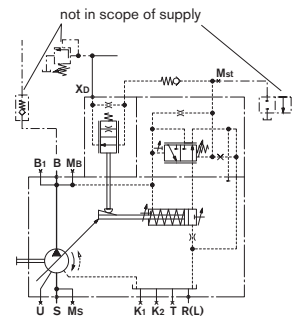 not in scope of supply
XD
Mst
B1 B MB
U S MS K1 K2 T R(L)